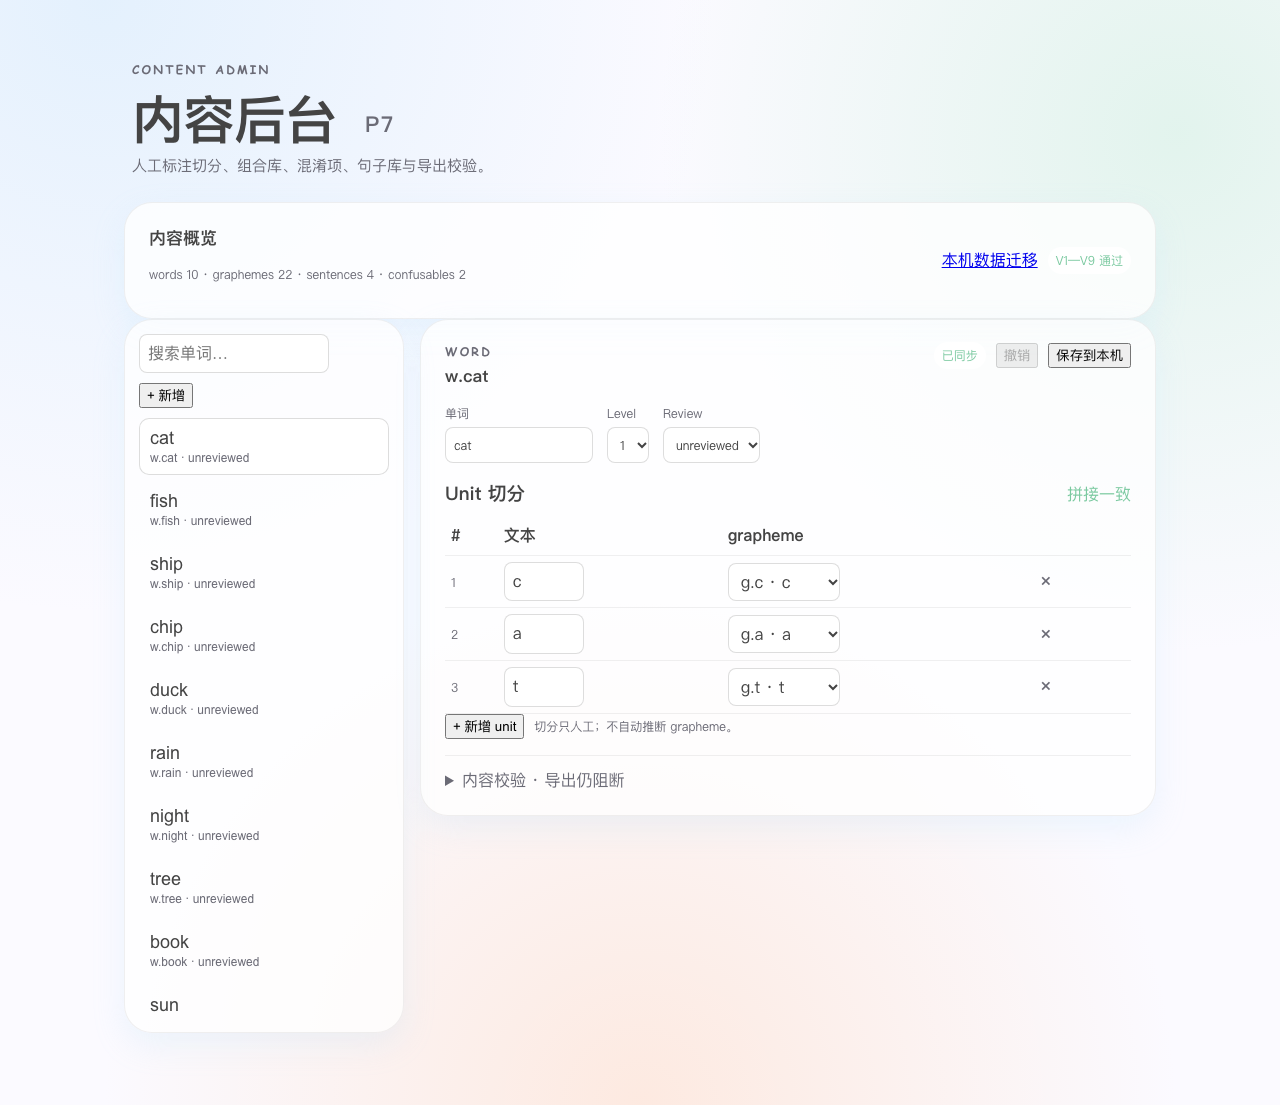 CONTENT ADMIN
内容后台 P7
人工标注切分、组合库、混淆项、句子库与导出校验。
内容概览
words 10 · graphemes 22 · sentences 4 · confusables 2
本机数据迁移 V1—V9 通过
搜索单词…
+ 新增
cat
w.cat · unreviewed
fish
w.fish · unreviewed
ship
w.ship · unreviewed
chip
w.chip · unreviewed
duck
w.duck · unreviewed
rain
w.rain · unreviewed
night
w.night · unreviewed
tree
w.tree · unreviewed
book
w.book · unreviewed
sun
WORD
w.cat
已同步 撤销 保存到本机
单词 Level Review
cat 1 unreviewed
Unit 切分 拼接一致
# 文本 grapheme
1 c g.c · c ×
2 a g.a · a ×
3 t g.t · t ×
+ 新增 unit 切分只人工；不自动推断 grapheme。
▶ 内容校验 · 导出仍阻断